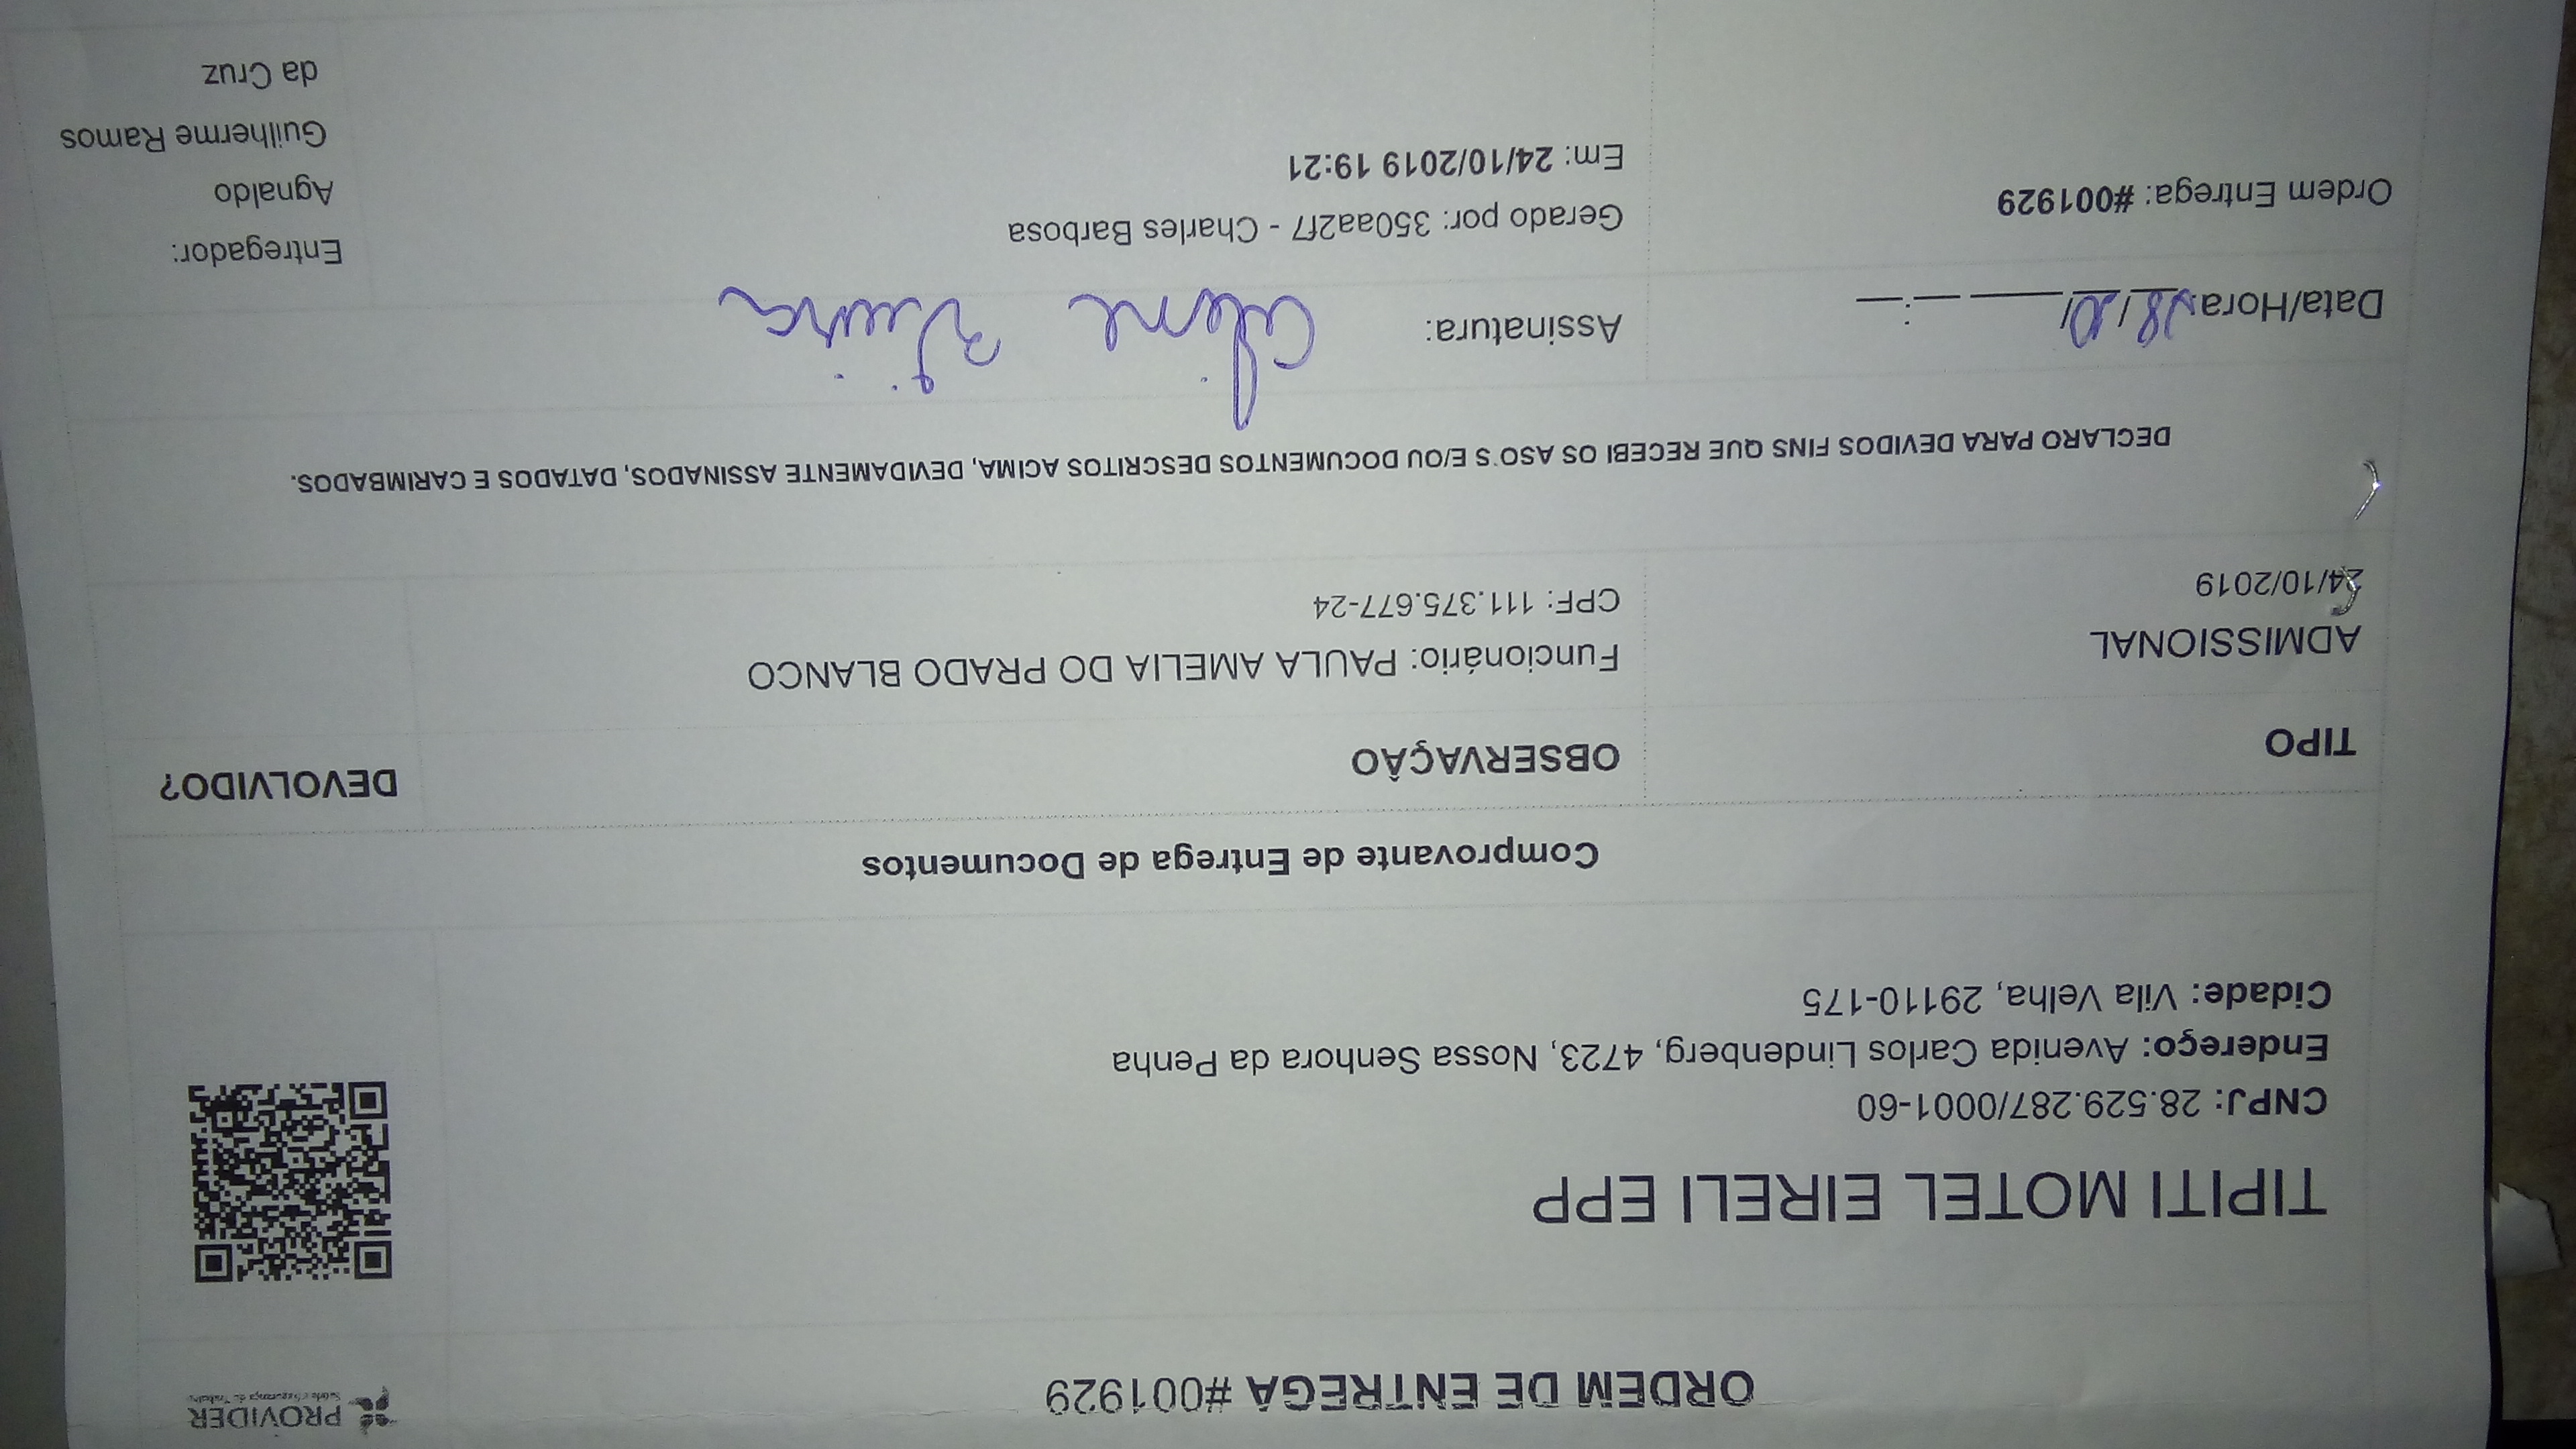 ORDEM DE ENTREGA #001929
PROVIDER
Saúde e Segurança do Trabalho
TIPITI MOTEL EIRELI EPP
CNPJ: 28.529.287/0001-60
Endereço: Avenida Carlos Lindenberg, 4723, Nossa Senhora da Penha
Cidade: Vila Velha, 29110-175
Comprovante de Entrega de Documentos
TIPO OBSERVAÇÃO DEVOLVIDO?
ADMISSIONAL
24/10/2019
Funcionário: PAULA AMELIA DO PRADO BLANCO
CPF: 111.375.677-24
DECLARO PARA DEVIDOS FINS QUE RECEBI OS ASO'S E/OU DOCUMENTOS DESCRITOS ACIMA, DEVIDAMENTE ASSINADOS, DATADOS E CARIMBADOS.
Data/Hora: 28/10/____ __:__
Assinatura: Vieira
Ordem Entrega: #001929
Gerado por: 350aa2f7 - Charles Barbosa
Em: 24/10/2019 19:21
Entregador:
Agnaldo
Guilherme Ramos
da Cruz